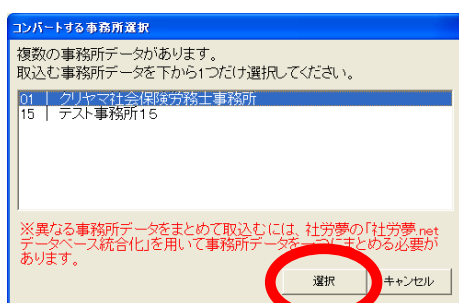 コンバートする事務所選択
複数の事務所データがあります。
取込む事務所データを下から1つだけ選択してください。
01 | クリヤマ社会保険労務士事務所
15 | テスト事務所15
※異なる事務所データをまとめて取込むには、社労夢の「社労夢.net
データベース統合化」を用いて事務所データを一つにまとめる必要が
あります。
選択 キャンセル